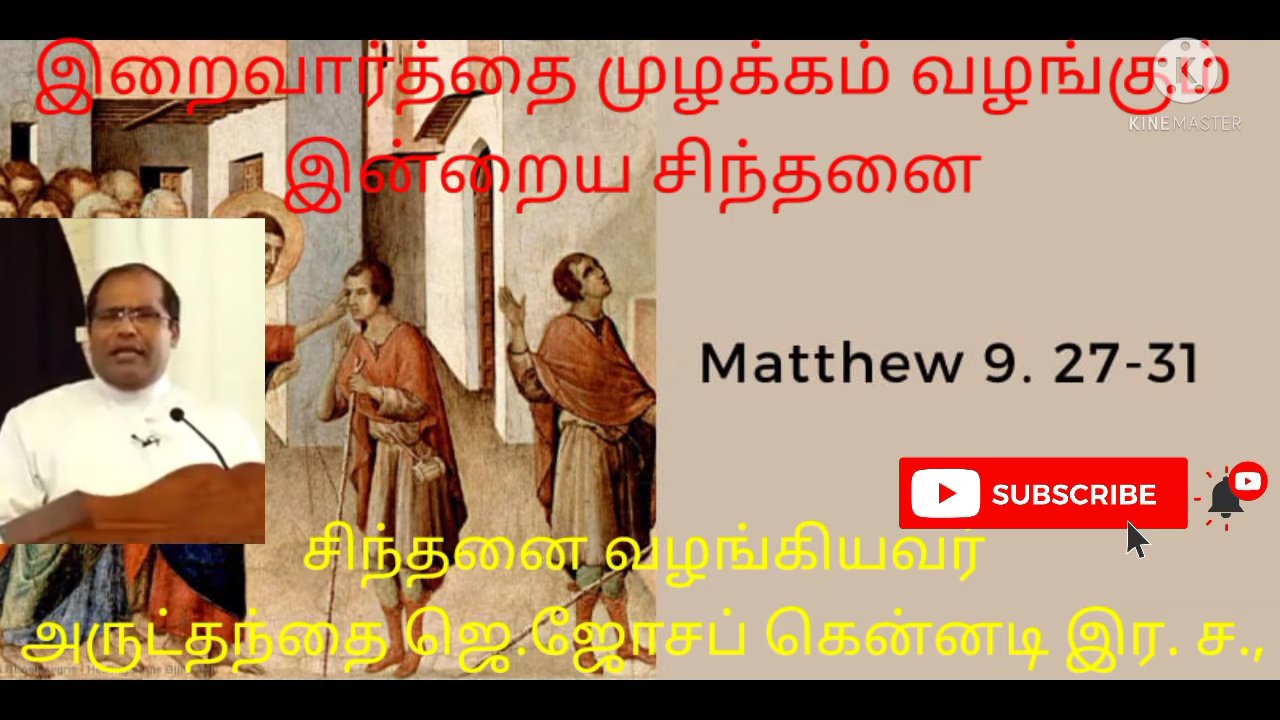 இறைவார்த்தை முழக்கம் வழங்கும்
KINEMASTER
இன்றைய சிந்தனை
Matthew 9. 27-31
SUBSCRIBE
சிந்தனை வழங்கியவர்
அருட்தந்தை ஜெ.ஜோசப் கென்னடி இர. ச.,